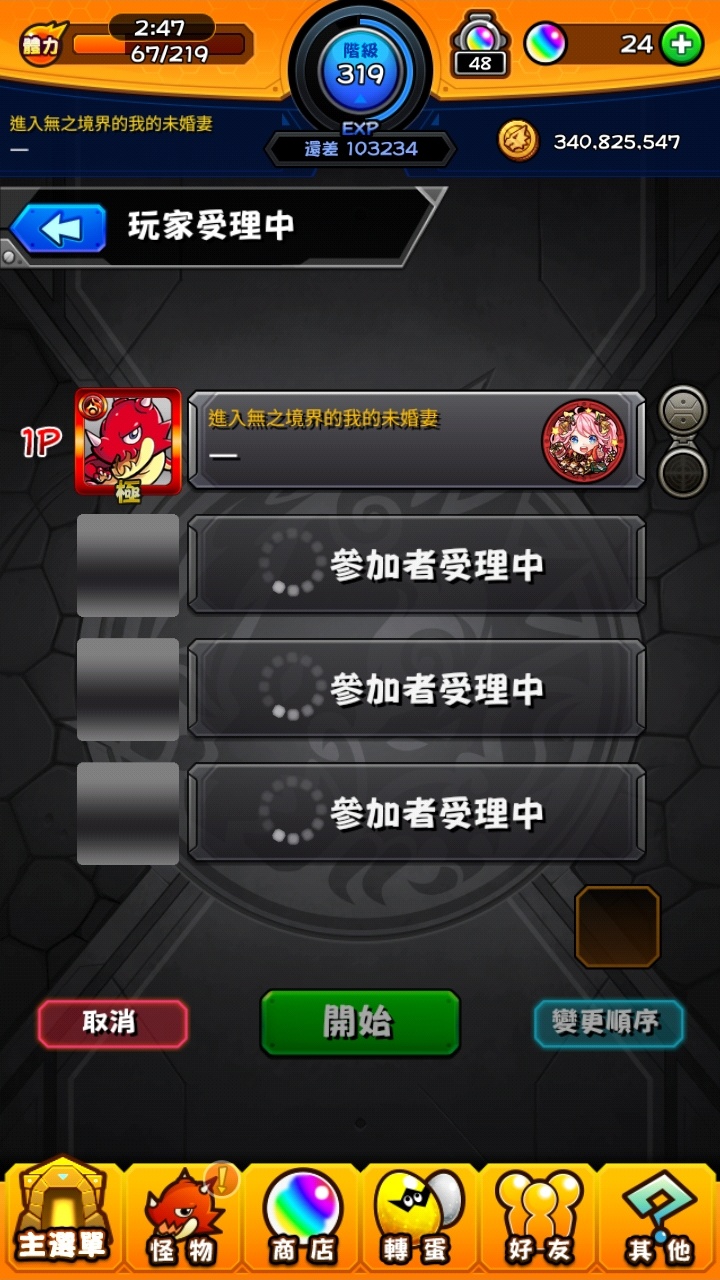 體力
2:47
67/219
階級
319
48
24
EXP
還差 103234
進入無之境界的我的未婚妻
一
340,825,547
玩家受理中
1P
極
進入無之境界的我的未婚妻
一
參加者受理中
參加者受理中
參加者受理中
取消
開始
變更順序
主選單
怪物
商店
轉蛋
好友
其他